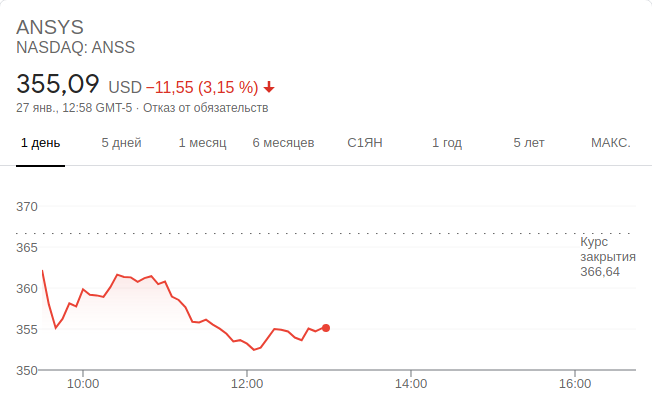 ANSYS
NASDAQ: ANSS
355,09 USD −11,55 (3,15 %)
27 янв., 12:58 GMT-5 · Отказ от обязательств
1 день 5 дней 1 месяц 6 месяцев С1ЯН 1 год 5 лет МАКС.
370
365
360
355
350
Курс
закрытия
366,64
10:00 12:00 14:00 16:00